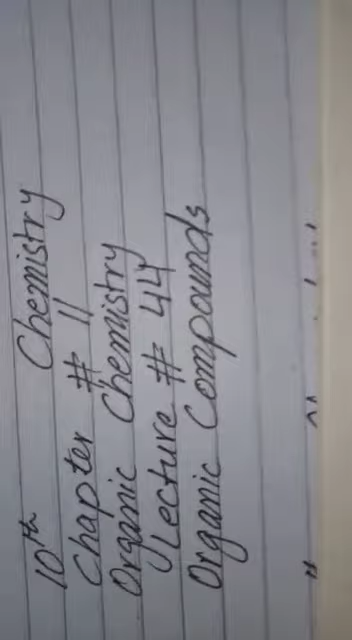 10th Chemistry
Chapter # 11
Organic Chemistry
Lecture # 44
Organic Compounds